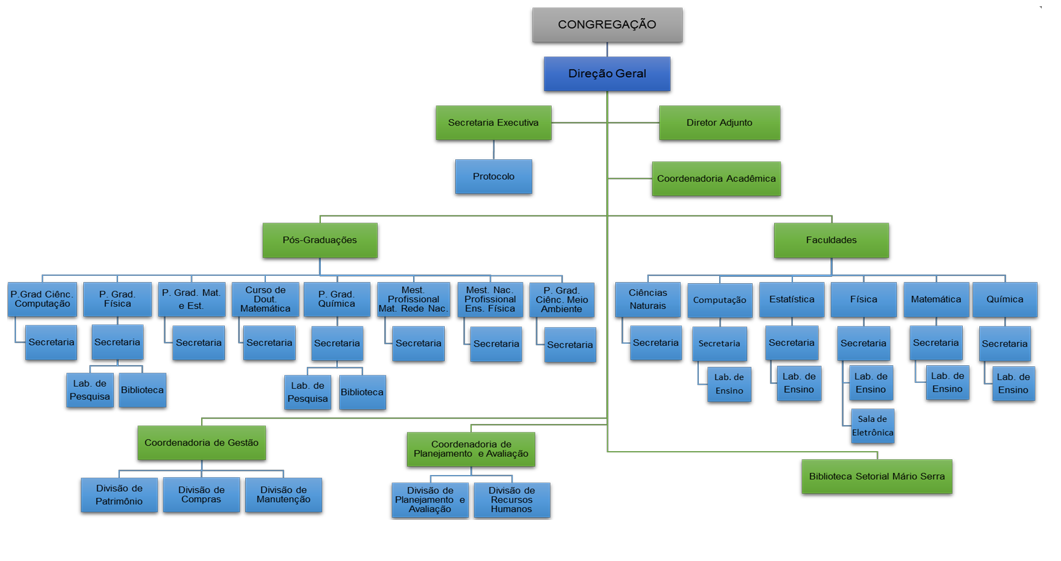 CONGREGAÇÃO
Direção Geral
Secretaria Executiva
Diretor Adjunto
Protocolo
Coordenadoria Acadêmica
Pós-Graduações
Faculdades
P.Grad Ciênc.
Computação
P. Grad.
Física
P. Grad. Mat.
e Est.
Curso de
Dout.
Matemática
P. Grad.
Química
Mest.
Profissional
Mat. Rede Nac.
Mest. Nac.
Profissional
Ens. Física
P. Grad.
Ciênc. Meio
Ambiente
Ciências
Naturais
Computação
Estatística
Física
Matemática
Química
Secretaria
Secretaria
Secretaria
Secretaria
Secretaria
Secretaria
Secretaria
Secretaria
Secretaria
Secretaria
Secretaria
Secretaria
Secretaria
Secretaria
Lab. de
Pesquisa
Biblioteca
Lab. de
Pesquisa
Biblioteca
Lab. de
Ensino
Lab. de
Ensino
Lab. de
Ensino
Lab. de
Ensino
Lab. de
Ensino
Sala de
Eletrônica
Coordenadoria de Gestão
Coordenadoria de
Planejamento e Avaliação
Biblioteca Setorial Mário Serra
Divisão de
Patrimônio
Divisão de
Compras
Divisão de
Manutenção
Divisão de
Planejamento e
Avaliação
Divisão de
Recursos
Humanos